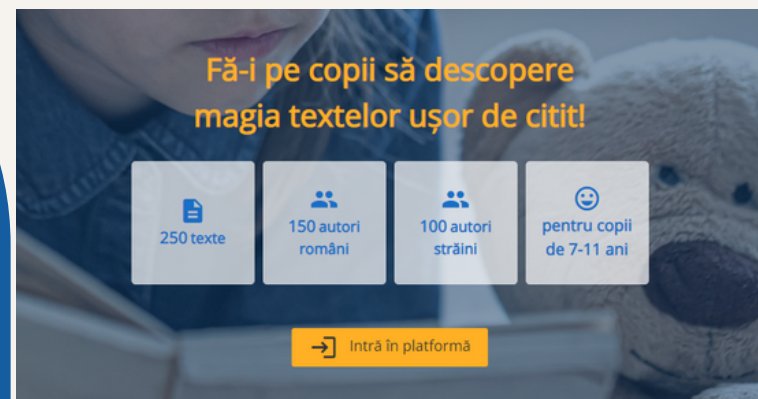 Fă-i pe copii să descopere
magia textelor ușor de citit!
250 texte
150 autori
români
100 autori
străini
pentru copii
de 7-11 ani
Intră în platformă